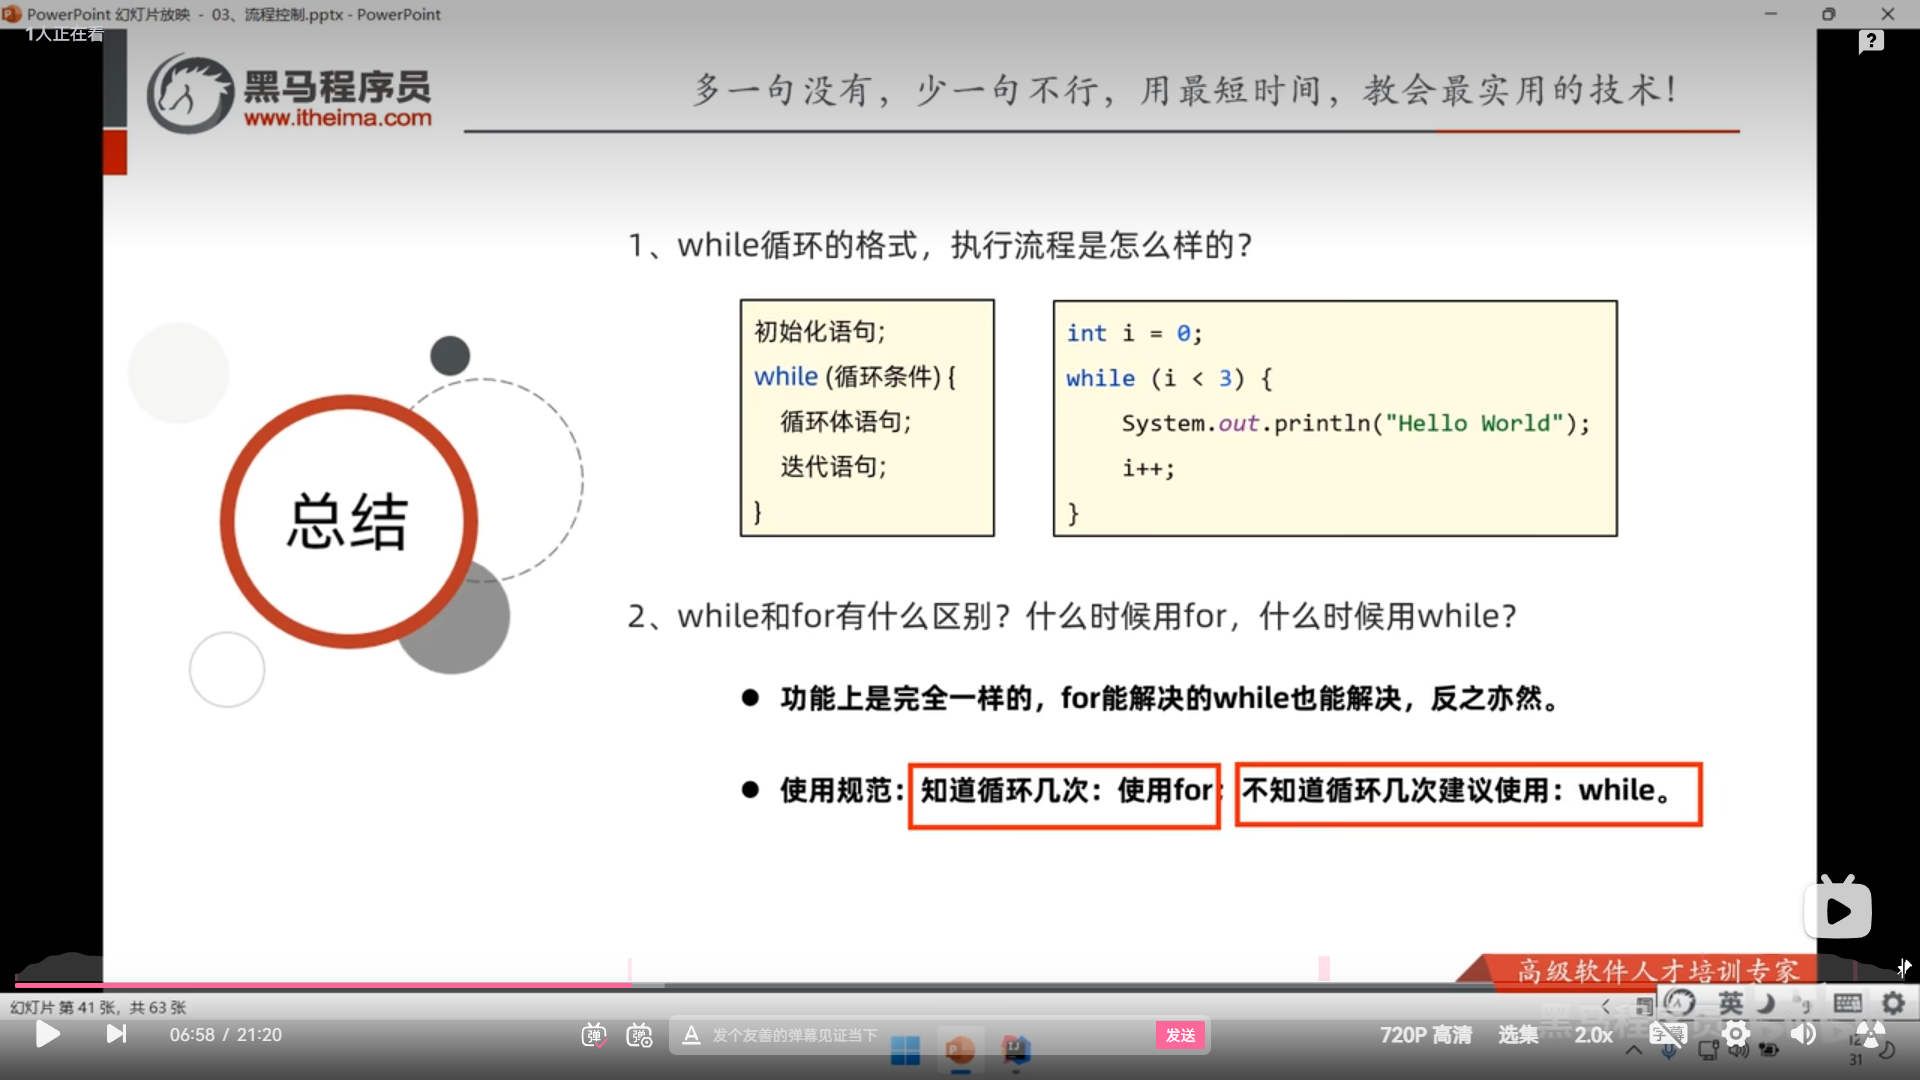 PowerPoint 幻灯片放映 - 03、流程控制.pptx - PowerPoint
1人正在看
黑马程序员
www.itheima.com
多一句没有，少一句不行，用最短时间，教会最实用的技术！
1、while循环的格式，执行流程是怎么样的？
初始化语句;
while (循环条件) {
循环体语句;
迭代语句;
}
int i = 0;
while (i < 3) {
System.out.println("Hello World");
i++;
}
总结
2、while和for有什么区别？什么时候用for，什么时候用while？
● 功能上是完全一样的，for能解决的while也能解决，反之亦然。
● 使用规范：知道循环几次：使用for；不知道循环几次建议使用：while。
高级软件人才培训专家
幻灯片 第 41 张，共 63 张
英
06:58 / 21:20
弹
弹
发个友善的弹幕见证当下
发送
720P 高清
选集
2.0x
字幕
31